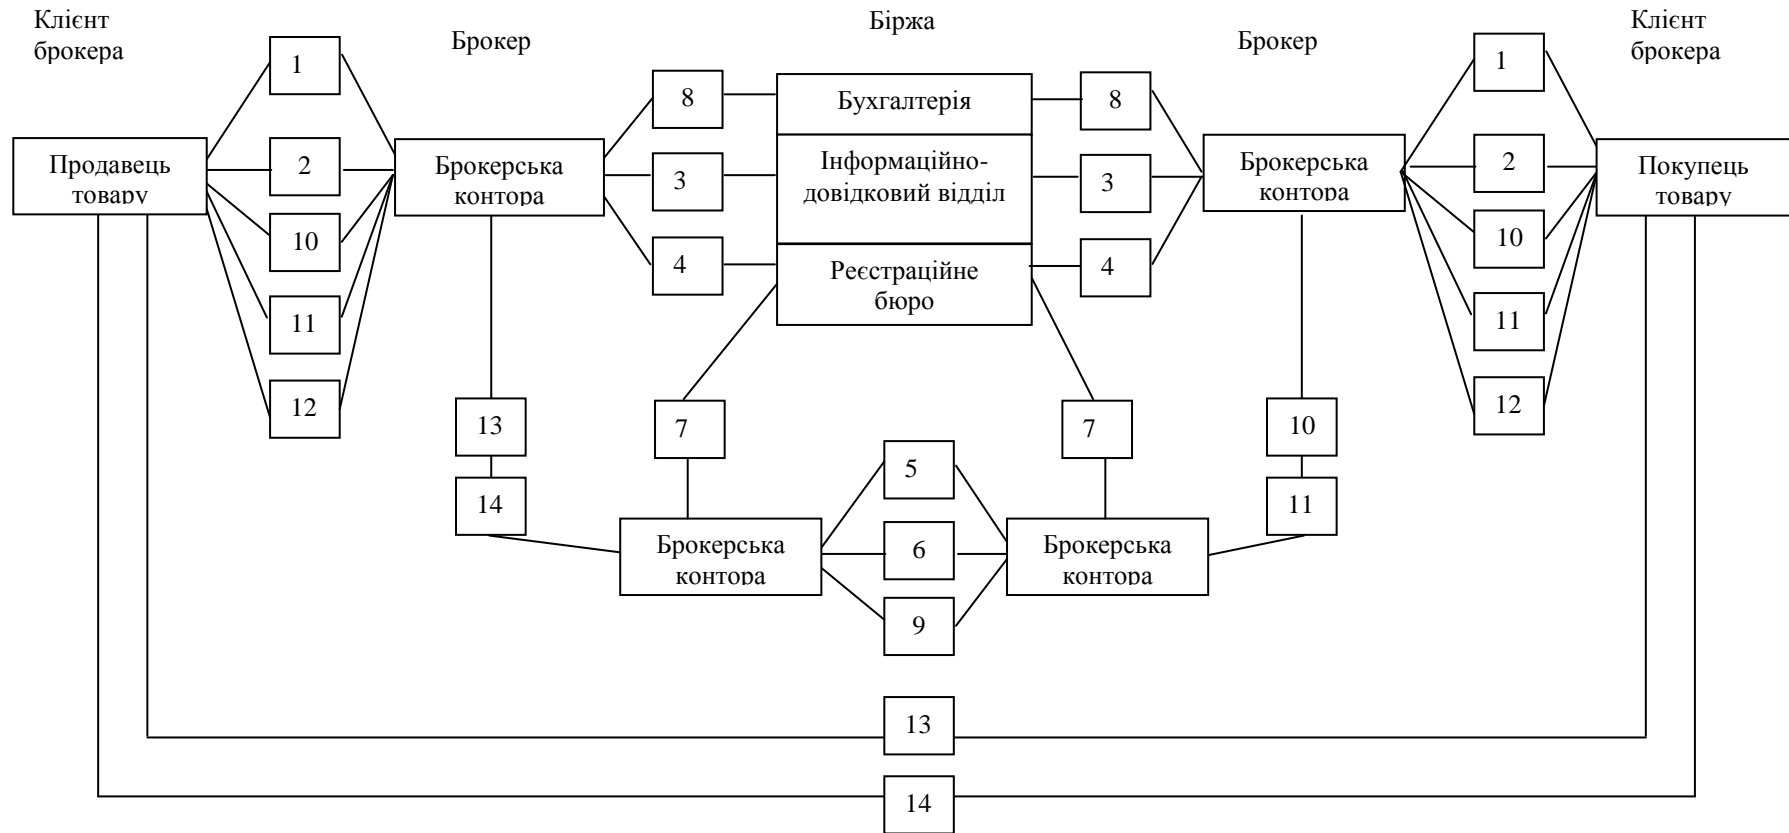 Клієнт
брокера
Брокер
Біржа
Брокер
Клієнт
брокера
1
1
8
Бухгалтерія
8
Продавець
товару
2
Брокерська
контора
3
Інформаційно-
довідковий відділ
3
Брокерська
контора
2
Покупець
товару
10
10
4
Реєстраційне
бюро
4
11
11
12
12
13
7
7
10
5
14
11
Брокерська
контора
6
Брокерська
контора
9
13
14